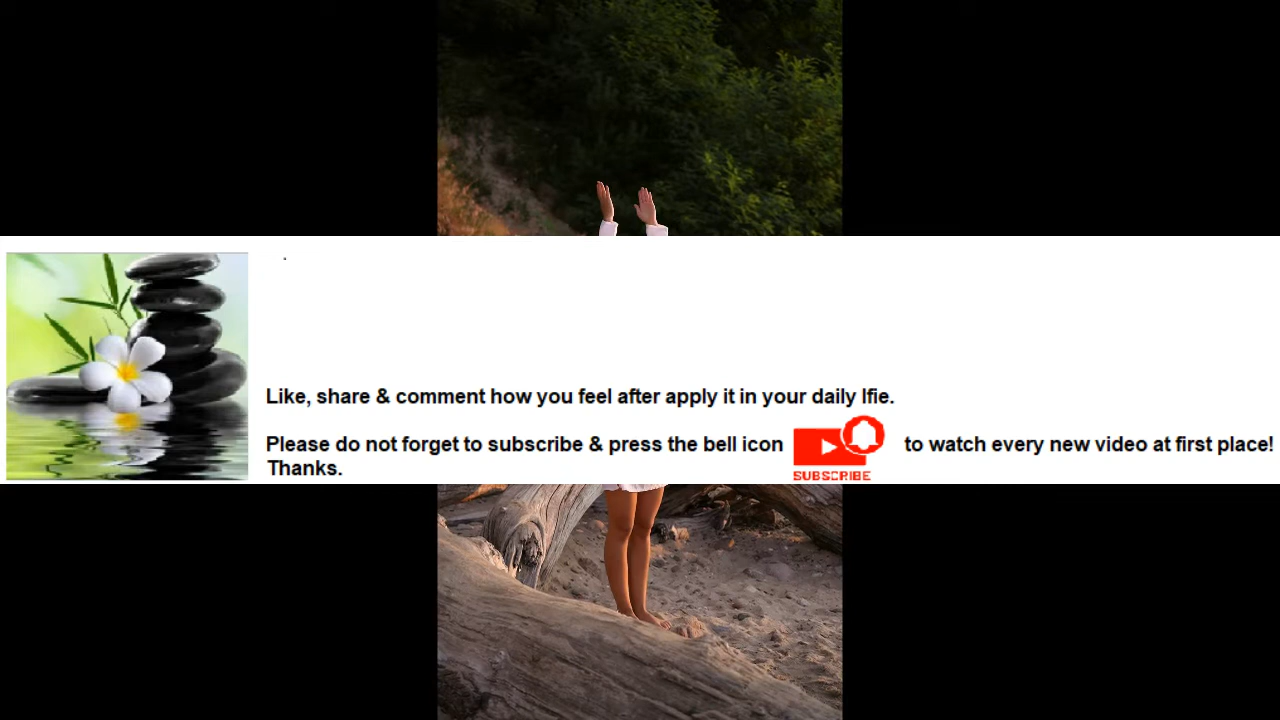 Like, share & comment how you feel after apply it in your daily lfie.
Please do not forget to subscribe & press the bell icon to watch every new video at first place!
SUBSCRIBE
Thanks.